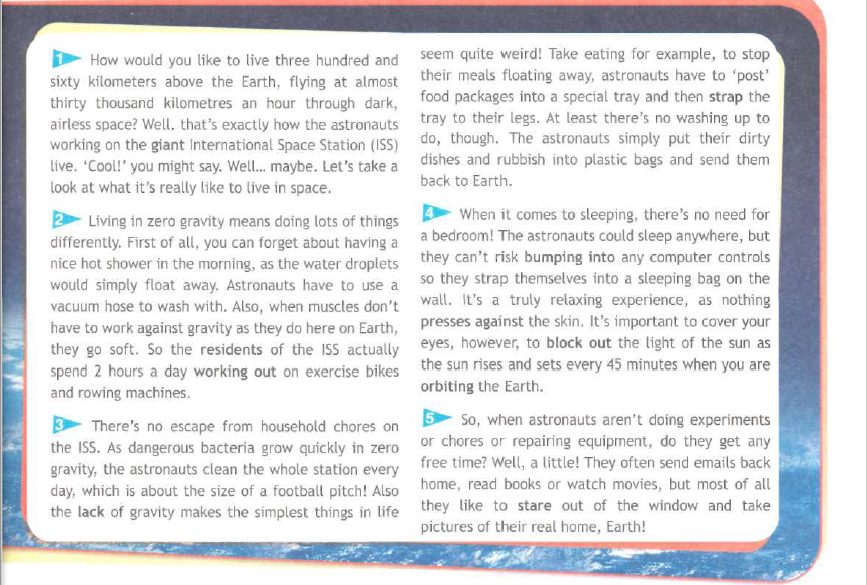 1 How would you like to live three hundred and
sixty kilometers above the Earth, flying at almost
thirty thousand kilometres an hour through dark,
airless space? Well, that's exactly how the astronauts
working on the giant International Space Station (ISS)
live. 'Cool!' you might say. Well... maybe. Let's take a
look at what it's really like to live in space.
2 Living in zero gravity means doing lots of things
differently. First of all, you can forget about having a
nice hot shower in the morning, as the water droplets
would simply float away. Astronauts have to use a
vacuum hose to wash with. Also, when muscles don't
have to work against gravity as they do here on Earth,
they go soft. So the residents of the ISS actually
spend 2 hours a day working out on exercise bikes
and rowing machines.
3 There's no escape from household chores on
the ISS. As dangerous bacteria grow quickly in zero
gravity, the astronauts clean the whole station every
day, which is about the size of a football pitch! Also
the lack of gravity makes the simplest things in life
seem quite weird! Take eating for example, to stop
their meals floating away, astronauts have to 'post'
food packages into a special tray and then strap the
tray to their legs. At least there's no washing up to
do, though. The astronauts simply put their dirty
dishes and rubbish into plastic bags and send them
back to Earth.
4 When it comes to sleeping, there's no need for
a bedroom! The astronauts could sleep anywhere, but
they can't risk bumping into any computer controls
so they strap themselves into a sleeping bag on the
wall. It's a truly relaxing experience, as nothing
presses against the skin. It's important to cover your
eyes, however, to block out the light of the sun as
the sun rises and sets every 45 minutes when you are
orbiting the Earth.
5 So, when astronauts aren't doing experiments
or chores or repairing equipment, do they get any
free time? Well, a little! They often send emails back
home, read books or watch movies, but most of all
they like to stare out of the window and take
pictures of their real home, Earth!